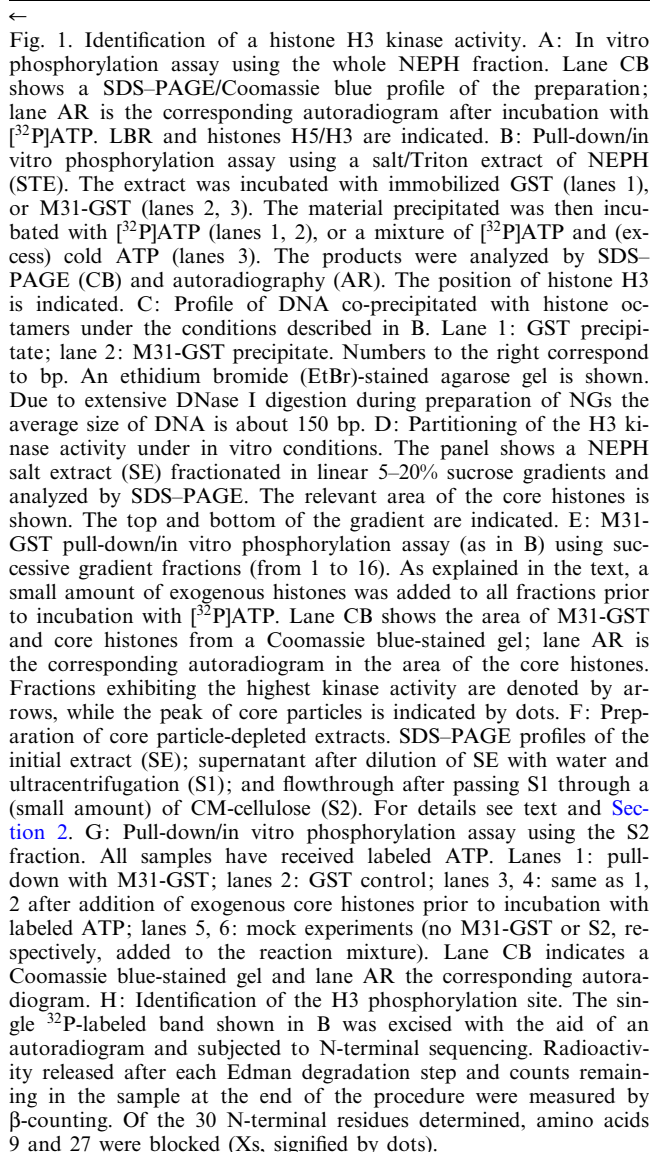 ←
Fig. 1. Identification of a histone H3 kinase activity. A: In vitro
phosphorylation assay using the whole NEPH fraction. Lane CB
shows a SDS–PAGE/Coomassie blue profile of the preparation;
lane AR is the corresponding autoradiogram after incubation with
[³²P]ATP. LBR and histones H5/H3 are indicated. B: Pull-down/in
vitro phosphorylation assay using a salt/Triton extract of NEPH
(STE). The extract was incubated with immobilized GST (lanes 1),
or M31-GST (lanes 2, 3). The material precipitated was then incu-
bated with [³²P]ATP (lanes 1, 2), or a mixture of [³²P]ATP and (ex-
cess) cold ATP (lanes 3). The products were analyzed by SDS–
PAGE (CB) and autoradiography (AR). The position of histone H3
is indicated. C: Profile of DNA co-precipitated with histone oc-
tamers under the conditions described in B. Lane 1: GST precipi-
tate; lane 2: M31-GST precipitate. Numbers to the right correspond
to bp. An ethidium bromide (EtBr)-stained agarose gel is shown.
Due to extensive DNase I digestion during preparation of NGs the
average size of DNA is about 150 bp. D: Partitioning of the H3 ki-
nase activity under in vitro conditions. The panel shows a NEPH
salt extract (SE) fractionated in linear 5–20% sucrose gradients and
analyzed by SDS–PAGE. The relevant area of the core histones is
shown. The top and bottom of the gradient are indicated. E: M31-
GST pull-down/in vitro phosphorylation assay (as in B) using suc-
cessive gradient fractions (from 1 to 16). As explained in the text, a
small amount of exogenous histones was added to all fractions prior
to incubation with [³²P]ATP. Lane CB shows the area of M31-GST
and core histones from a Coomassie blue-stained gel; lane AR is
the corresponding autoradiogram in the area of the core histones.
Fractions exhibiting the highest kinase activity are denoted by ar-
rows, while the peak of core particles is indicated by dots. F: Prep-
aration of core particle-depleted extracts. SDS–PAGE profiles of the
initial extract (SE); supernatant after dilution of SE with water and
ultracentrifugation (S1); and flowthrough after passing S1 through a
(small amount) of CM-cellulose (S2). For details see text and Sec-
tion 2. G: Pull-down/in vitro phosphorylation assay using the S2
fraction. All samples have received labeled ATP. Lanes 1: pull-
down with M31-GST; lanes 2: GST control; lanes 3, 4: same as 1,
2 after addition of exogenous core histones prior to incubation with
labeled ATP; lanes 5, 6: mock experiments (no M31-GST or S2, re-
spectively, added to the reaction mixture). Lane CB indicates a
Coomassie blue-stained gel and lane AR the corresponding autora-
diogram. H: Identification of the H3 phosphorylation site. The sin-
gle ³²P-labeled band shown in B was excised with the aid of an
autoradiogram and subjected to N-terminal sequencing. Radioactiv-
ity released after each Edman degradation step and counts remain-
ing in the sample at the end of the procedure were measured by
β-counting. Of the 30 N-terminal residues determined, amino acids
9 and 27 were blocked (Xs, signified by dots).